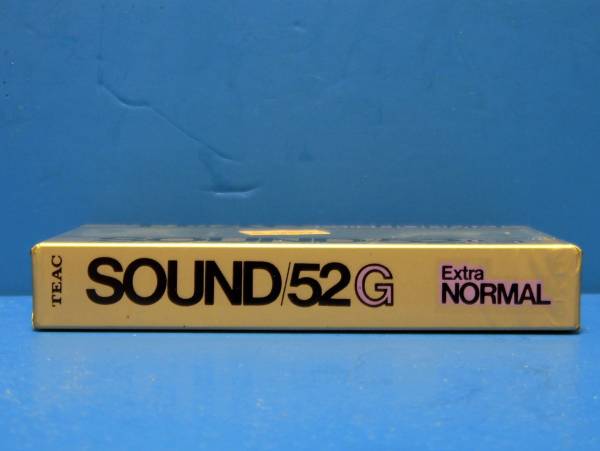 TEAC
SOUND/52G
Extra
NORMAL